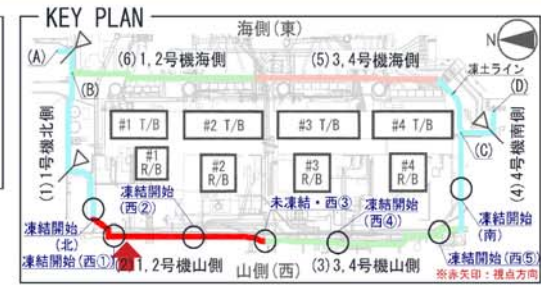 KEY PLAN
海側(東)
N
(A)
(6)1,2号機海側
(5)3,4号機海側
凍土ライン
(D)
(B)
(1)1号機北側
#1 T/B
#2 T/B
#3 T/B
#4 T/B
(C)
(4)4号機南側
#1
R/B
#2
R/B
#3
R/B
#4
R/B
凍結開始
(西②)
未凍結・西③
凍結開始
(西④)
凍結開始
(北)
凍結開始
(南)
凍結開始(西①)
凍結開始(西⑤)
(2)1,2号機山側
山側(西)
(3)3,4号機山側
※赤矢印:視点方向